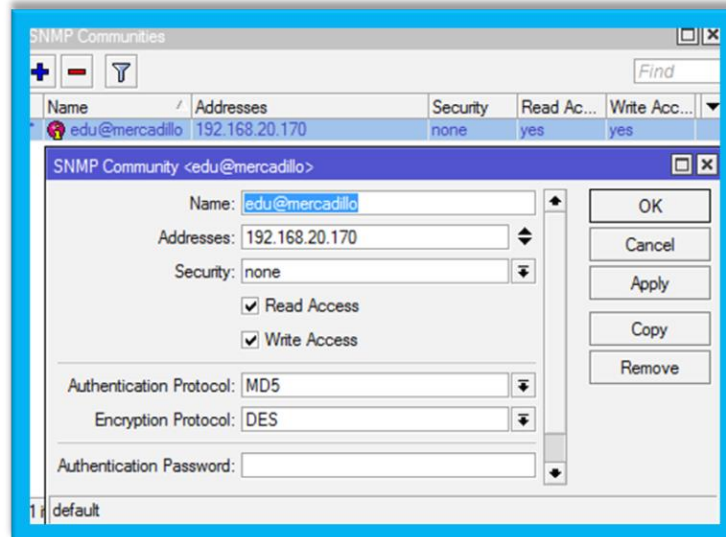 SNMP Communities
Find
Name Addresses Security Read Ac... Write Acc...
* edu@mercadillo 192.168.20.170 none yes yes
SNMP Community <edu@mercadillo>
Name: edu@mercadillo
OK
Addresses: 192.168.20.170
Cancel
Security: none
Apply
Read Access
Write Access
Copy
Remove
Authentication Protocol: MD5
Encryption Protocol: DES
Authentication Password:
default